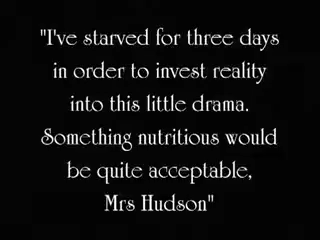 "I've starved for three days
in order to invest reality
into this little drama.
Something nutritious would
be quite acceptable,
Mrs Hudson"